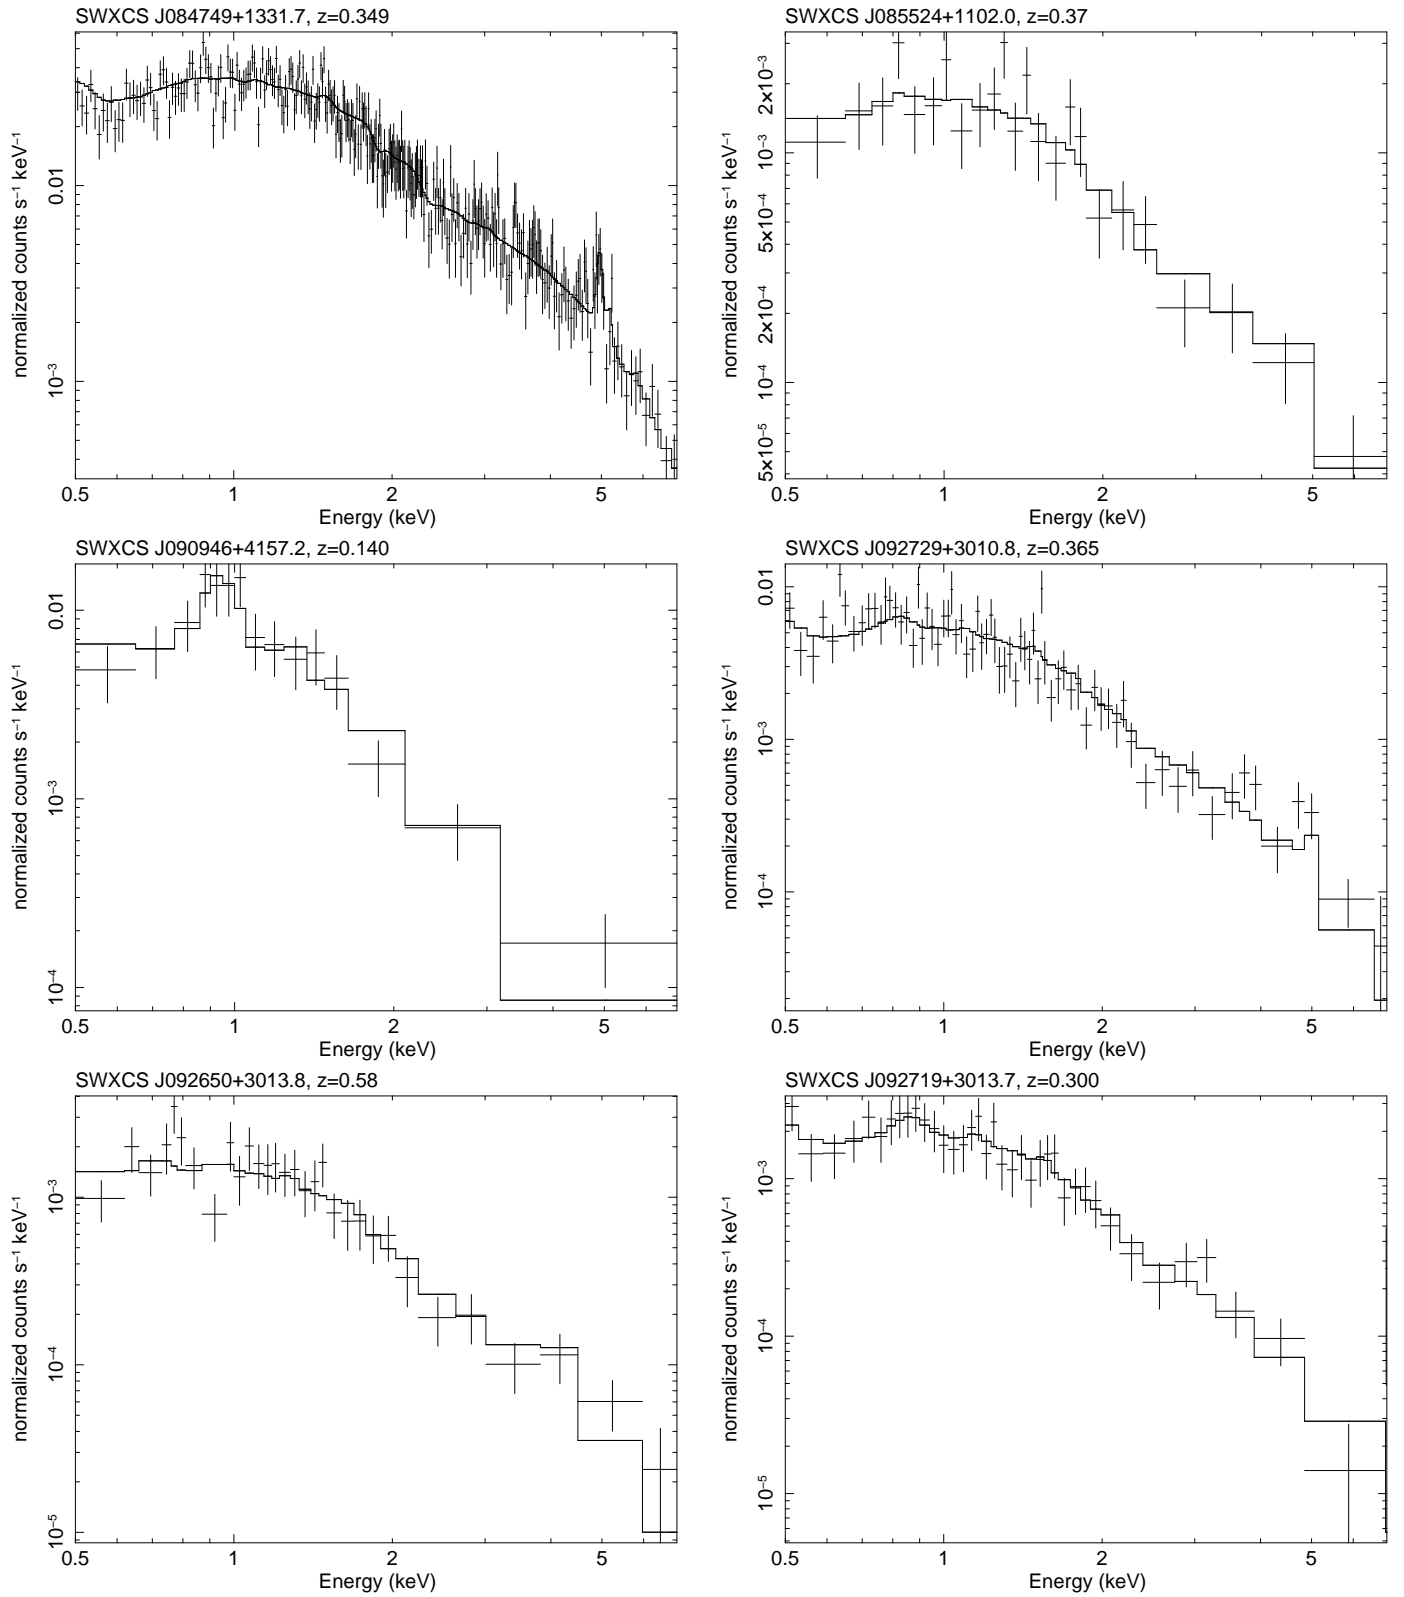 SWXCS J084749+1331.7, z=0.349
normalized counts s⁻¹ keV⁻¹
0.01
10⁻³
0.5 1 2 5
Energy (keV)
SWXCS J085524+1102.0, z=0.37
normalized counts s⁻¹ keV⁻¹
2×10⁻³
10⁻³
5×10⁻⁴
2×10⁻⁴
10⁻⁴
5×10⁻⁵
0.5 1 2 5
Energy (keV)
SWXCS J090946+4157.2, z=0.140
normalized counts s⁻¹ keV⁻¹
0.01
10⁻³
10⁻⁴
0.5 1 2 5
Energy (keV)
SWXCS J092729+3010.8, z=0.365
normalized counts s⁻¹ keV⁻¹
0.01
10⁻³
10⁻⁴
0.5 1 2 5
Energy (keV)
SWXCS J092650+3013.8, z=0.58
normalized counts s⁻¹ keV⁻¹
10⁻³
10⁻⁴
10⁻⁵
0.5 1 2 5
Energy (keV)
SWXCS J092719+3013.7, z=0.300
normalized counts s⁻¹ keV⁻¹
10⁻³
10⁻⁴
10⁻⁵
0.5 1 2 5
Energy (keV)